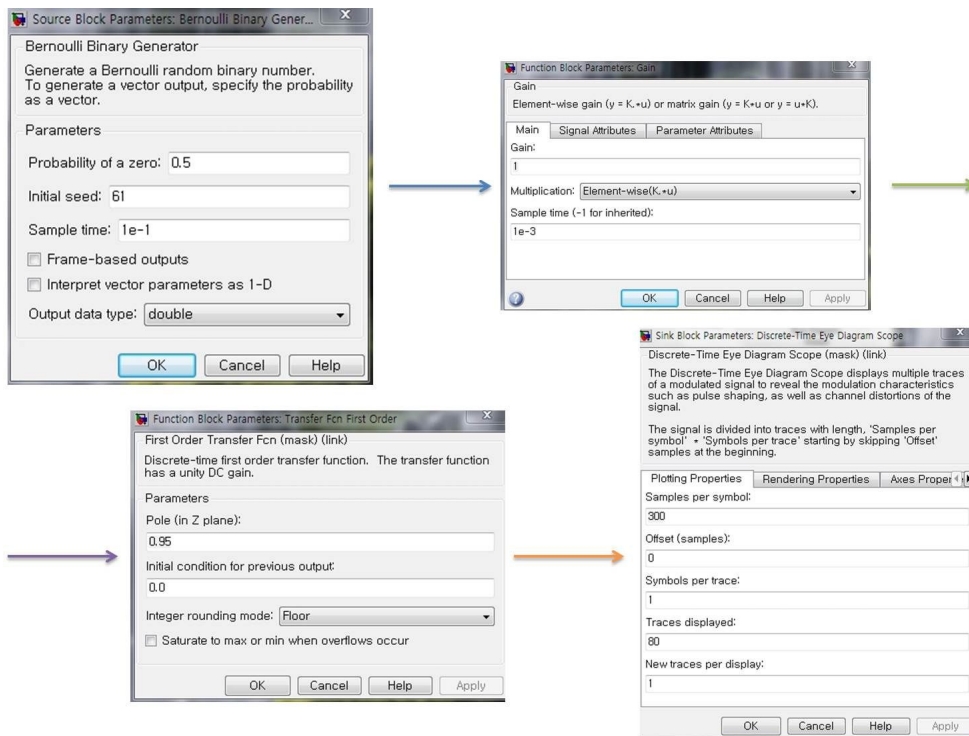 Source Block Parameters: Bernoulli Binary Gener...
Bernoulli Binary Generator
Generate a Bernoulli random binary number.
To generate a vector output, specify the probability
as a vector.
Parameters
Probability of a zero: 0.5
Initial seed: 61
Sample time: 1e-1
Frame-based outputs
Interpret vector parameters as 1-D
Output data type: double
OK Cancel Help
Function Block Parameters: Gain
Gain
Element-wise gain (y = K.*u) or matrix gain (y = K*u or y = u*K).
Main Signal Attributes Parameter Attributes
Gain:
1
Multiplication: Element-wise(K.*u)
Sample time (-1 for inherited):
1e-3
OK Cancel Help Apply
Function Block Parameters: Transfer Fcn First Order
First Order Transfer Fcn (mask) (link)
Discrete-time first order transfer function. The transfer function
has a unity DC gain.
Parameters
Pole (in Z plane):
0.95
Initial condition for previous output:
0.0
Integer rounding mode: Floor
Saturate to max or min when overflows occur
OK Cancel Help Apply
Sink Block Parameters: Discrete-Time Eye Diagram Scope
Discrete-Time Eye Diagram Scope (mask) (link)
The Discrete-Time Eye Diagram Scope displays multiple traces
of a modulated signal to reveal the modulation characteristics
such as pulse shaping, as well as channel distortions of the
signal.
The signal is divided into traces with length, 'Samples per
symbol' * 'Symbols per trace' starting by skipping 'Offset'
samples at the beginning.
Plotting Properties Rendering Properties Axes Proper
Samples per symbol:
300
Offset (samples):
0
Symbols per trace:
1
Traces displayed:
80
New traces per display:
1
OK Cancel Help Apply